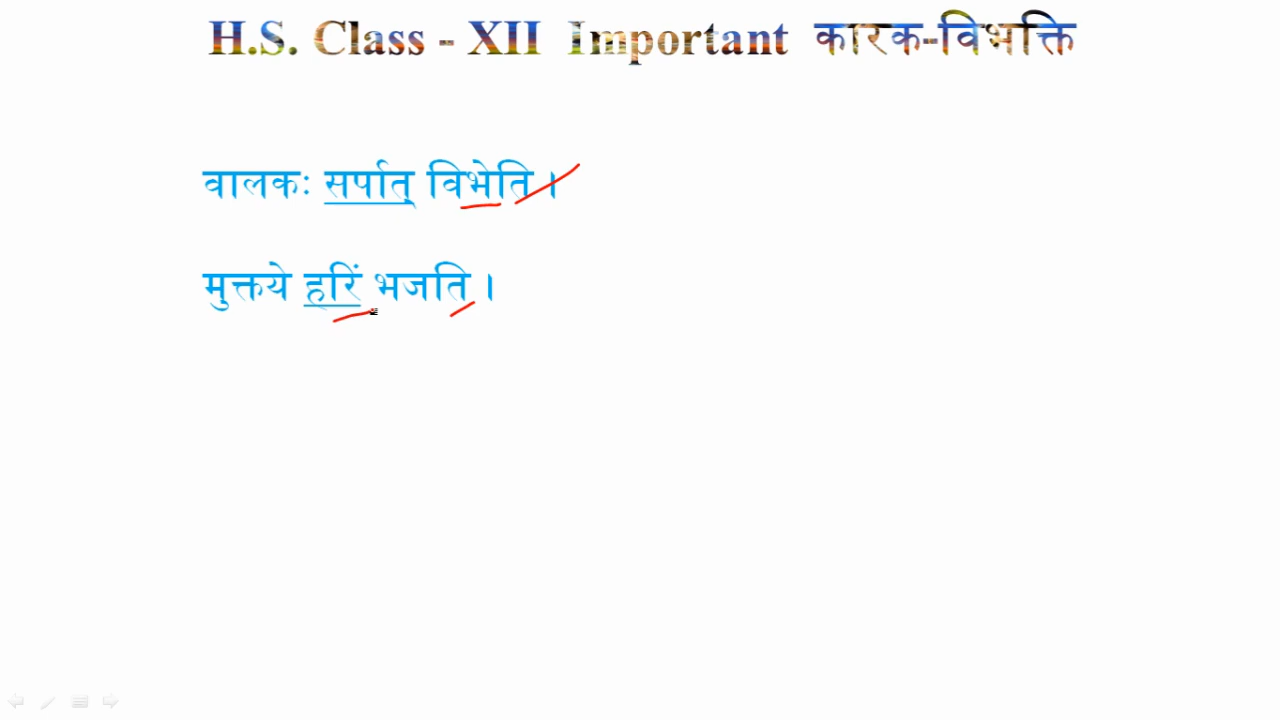 H.S. Class - XII Important कारक-विभक्ति
वालकः सर्पात् विभेति ।
मुक्तये हरिं भजति ।